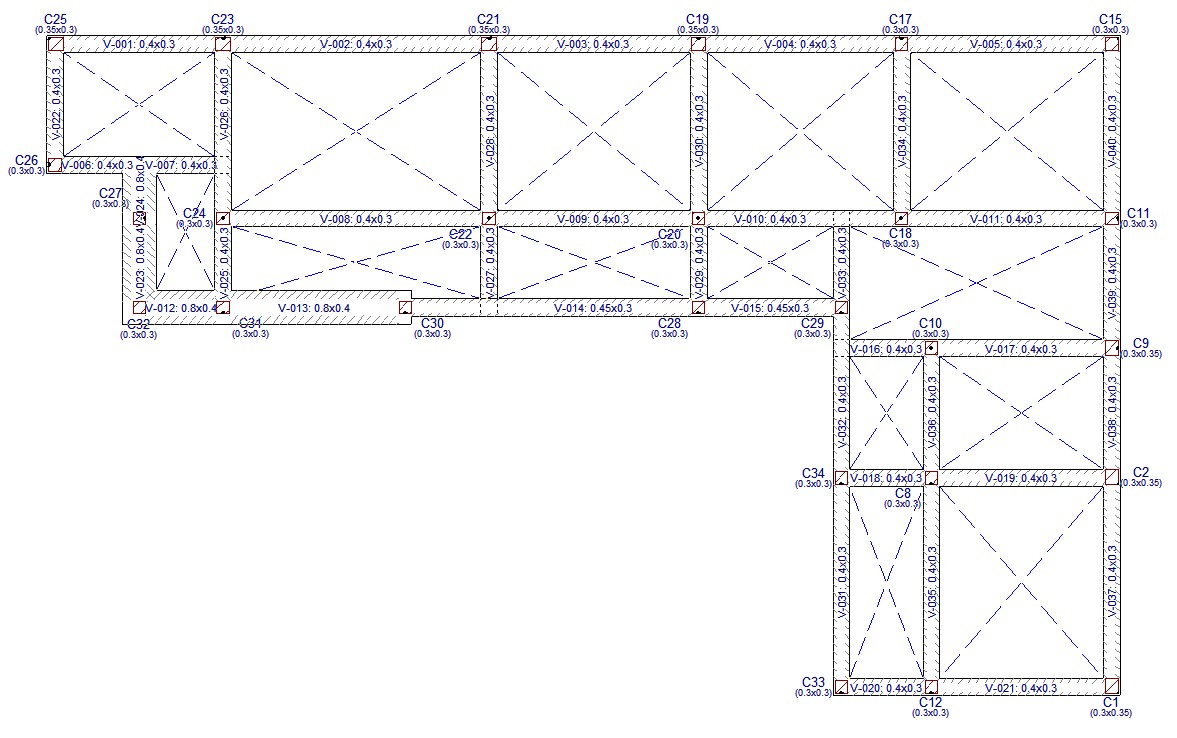 C25
(0.35x0.3)
C23
(0.35x0.3)
C21
(0.35x0.3)
C19
(0.35x0.3)
C17
(0.3x0.3)
C15
(0.3x0.3)
V-001: 0.4x0.3
V-002: 0.4x0.3
V-003: 0.4x0.3
V-004: 0.4x0.3
V-005: 0.4x0.3
V-022: 0.4x0.3
V-026: 0.4x0.3
V-028: 0.4x0.3
V-030: 0.4x0.3
V-034: 0.4x0.3
V-040: 0.4x0.3
C26
(0.3x0.3)
V-006: 0.4x0.3
V-007: 0.4x0.3
C27
(0.3x0.3)
V-024: 0.8x0.4
C24
(0.3x0.3)
V-008: 0.4x0.3
V-009: 0.4x0.3
V-010: 0.4x0.3
V-011: 0.4x0.3
C11
(0.3x0.3)
C22
(0.3x0.3)
C20
(0.3x0.3)
C18
(0.3x0.3)
V-023: 0.8x0.4
V-025: 0.4x0.3
V-027: 0.4x0.3
V-029: 0.4x0.3
V-033: 0.4x0.3
V-039: 0.4x0.3
V-012: 0.8x0.4
V-013: 0.8x0.4
V-014: 0.45x0.3
V-015: 0.45x0.3
C32
(0.3x0.3)
C31
(0.3x0.3)
C30
(0.3x0.3)
C28
(0.3x0.3)
C29
(0.3x0.3)
C10
(0.3x0.3)
V-016: 0.4x0.3
V-017: 0.4x0.3
C9
(0.3x0.35)
V-032: 0.4x0.3
V-036: 0.4x0.3
V-038: 0.4x0.3
C34
(0.3x0.3)
V-018: 0.4x0.3
V-019: 0.4x0.3
C2
(0.3x0.35)
C8
(0.3x0.3)
V-031: 0.4x0.3
V-035: 0.4x0.3
V-037: 0.4x0.3
C33
(0.3x0.3)
V-020: 0.4x0.3
V-021: 0.4x0.3
C12
(0.3x0.3)
C1
(0.3x0.35)